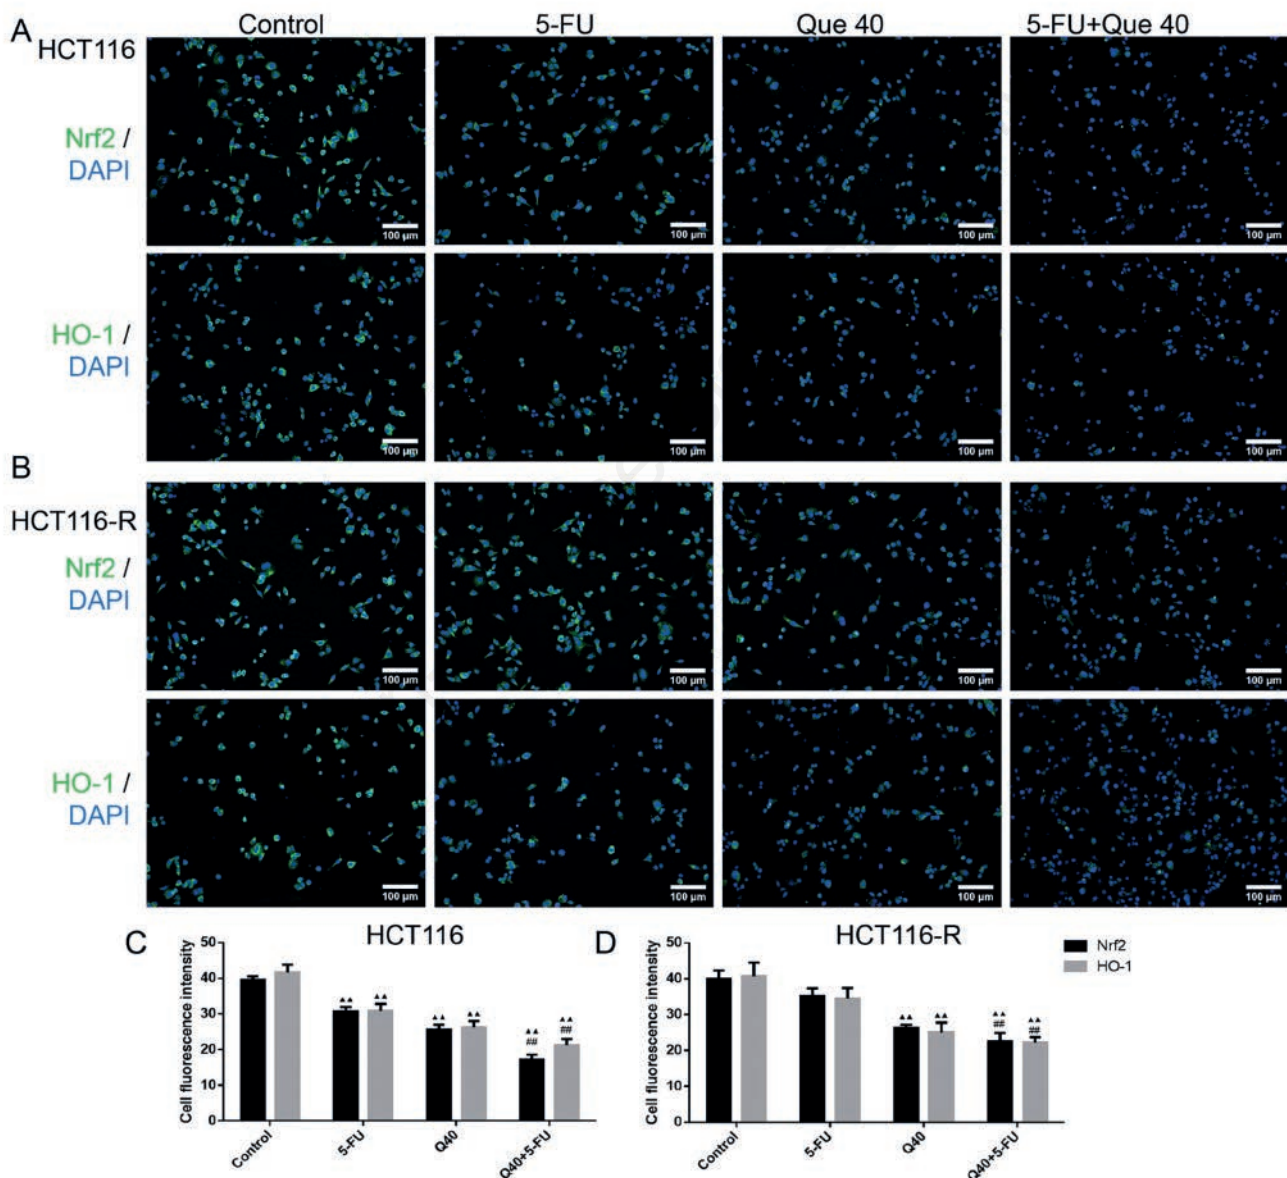 A
Control 5-FU Que 40 5-FU+Que 40
HCT116
Nrf2 /
DAPI
100 µm 100 µm 100 µm 100 µm
HO-1 /
DAPI
100 µm 100 µm 100 µm 100 µm
B
HCT116-R
Nrf2 /
DAPI
100 µm 100 µm 100 µm 100 µm
HO-1 /
DAPI
100 µm 100 µm 100 µm 100 µm
C
HCT116
Cell fluorescence intensity
50
40
30
20
10
0
▲▲ ▲▲
▲▲ ▲▲
▲▲ ▲▲
## ##
Control 5-FU Q40 Q40+5-FU
D
HCT116-R
Cell fluorescence intensity
50
40
30
20
10
0
▲▲ ▲▲
▲▲ ▲▲
## ##
Control 5-FU Q40 Q40+5-FU
Nrf2
HO-1